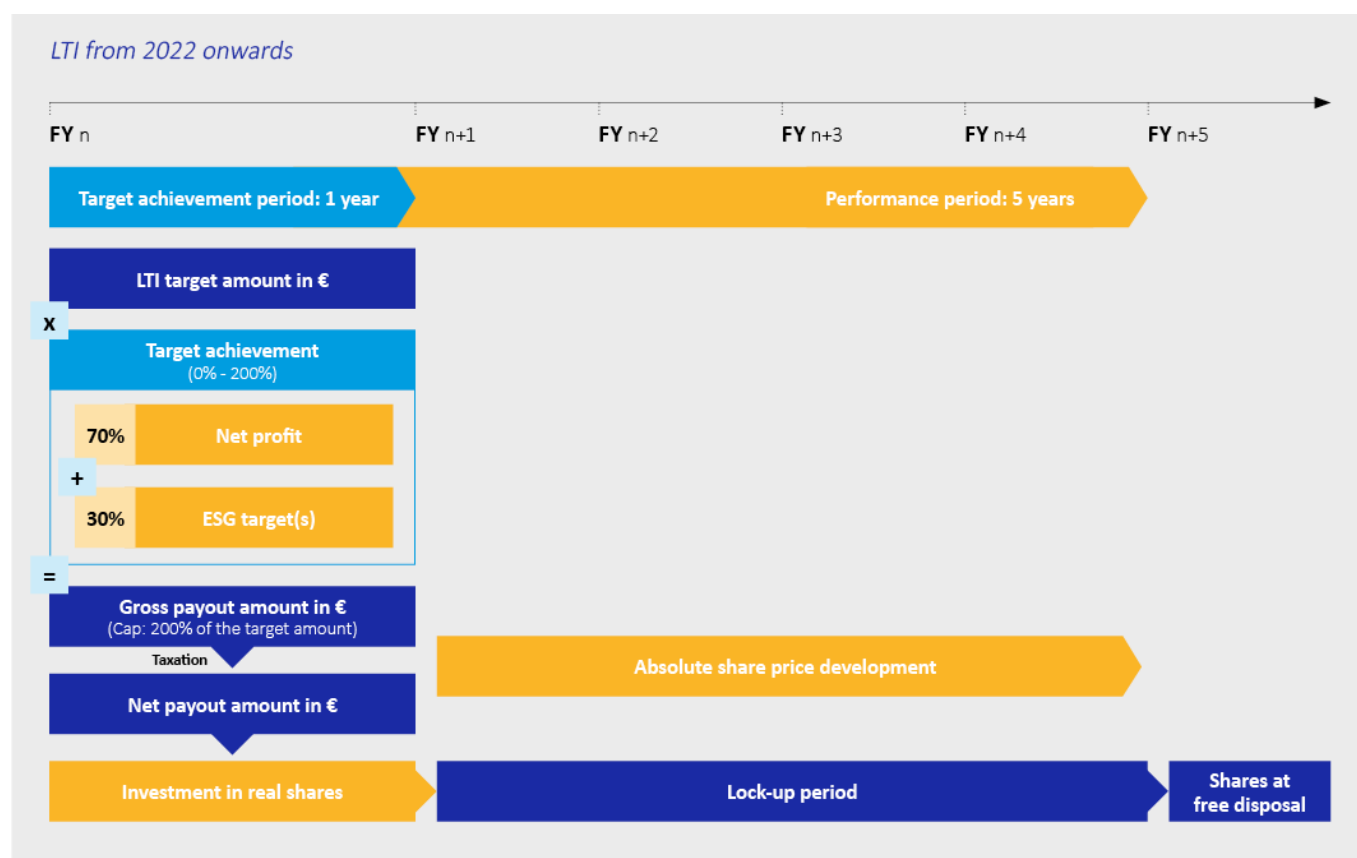 LTI from 2022 onwards
FY n
FY n+1
FY n+2
FY n+3
FY n+4
FY n+5
Target achievement period: 1 year
Performance period: 5 years
LTI target amount in €
x
Target achievement
(0% - 200%)
70%
Net profit
+
30%
ESG target(s)
=
Gross payout amount in €
(Cap: 200% of the target amount)
Taxation
Absolute share price development
Net payout amount in €
Investment in real shares
Lock-up period
Shares at
free disposal